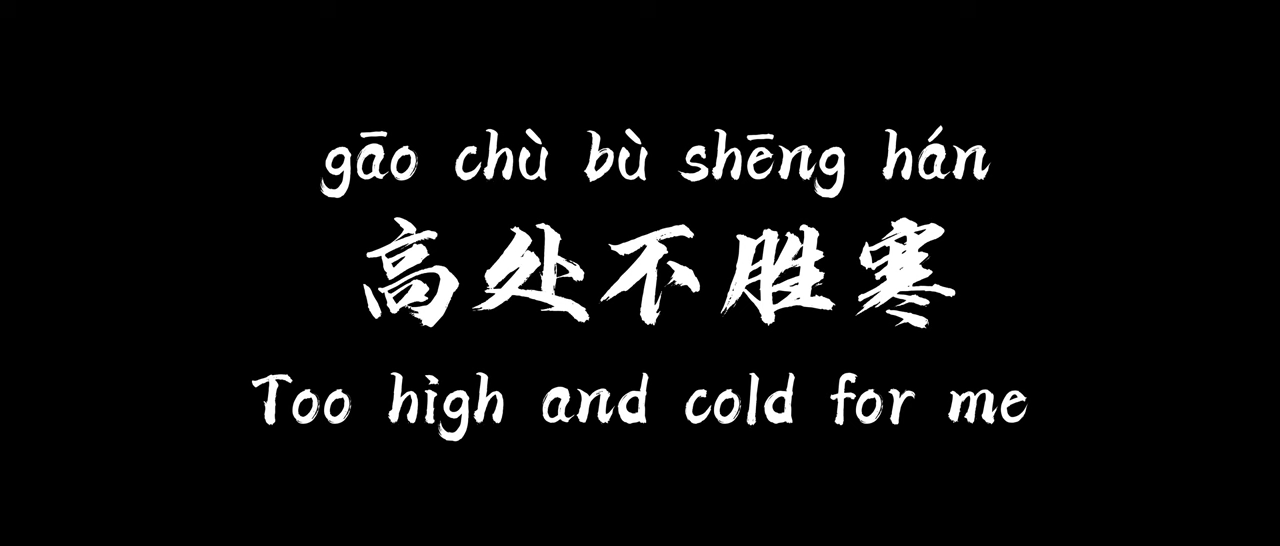 gāo chù bù shēng hán
高处不胜寒
Too high and cold for me